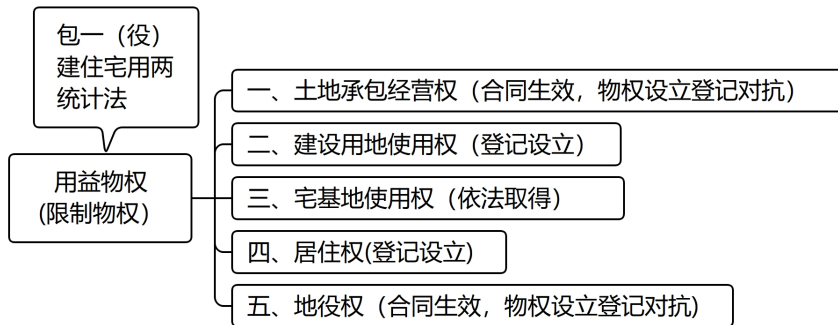 包一（役）
建住宅用两
统计法
用益物权
(限制物权）
一、土地承包经营权（合同生效，物权设立登记对抗）
二、建设用地使用权（登记设立）
三、宅基地使用权（依法取得）
四、居住权(登记设立)
五、地役权（合同生效，物权设立登记对抗)